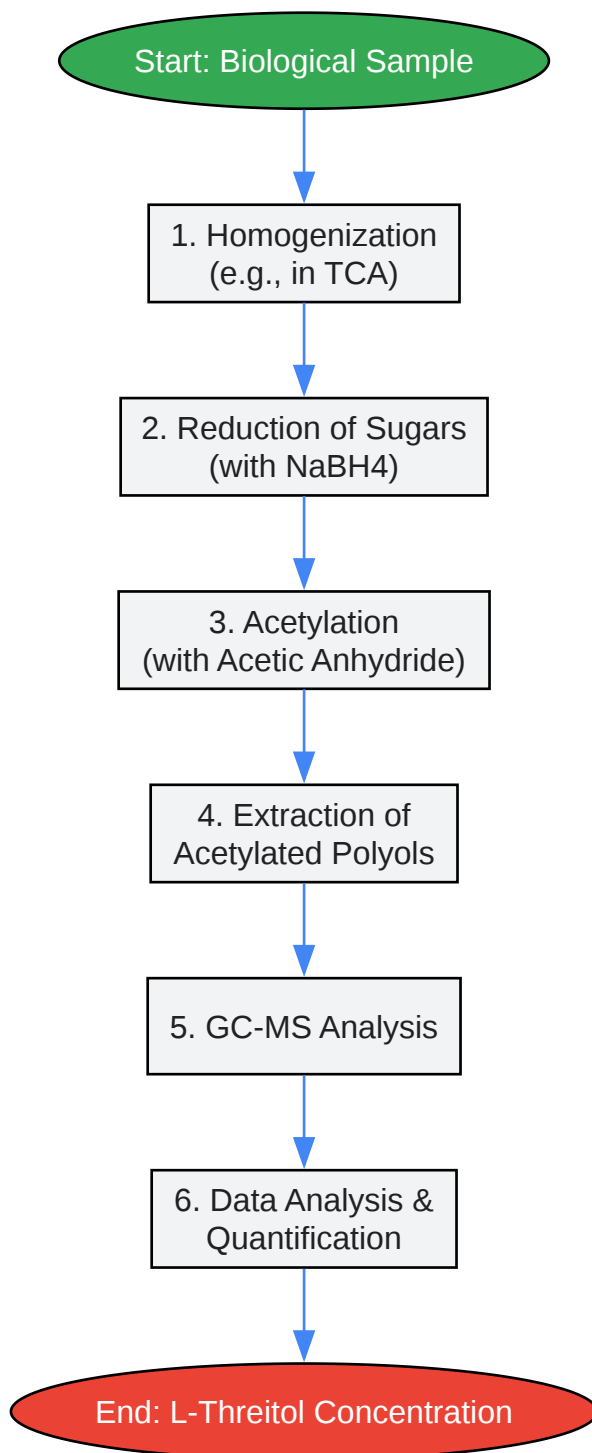 Start: Biological Sample
1. Homogenization
(e.g., in TCA)
2. Reduction of Sugars
(with NaBH4)
3. Acetylation
(with Acetic Anhydride)
4. Extraction of
Acetylated Polyols
5. GC-MS Analysis
6. Data Analysis &
Quantification
End: L-Threitol Concentration